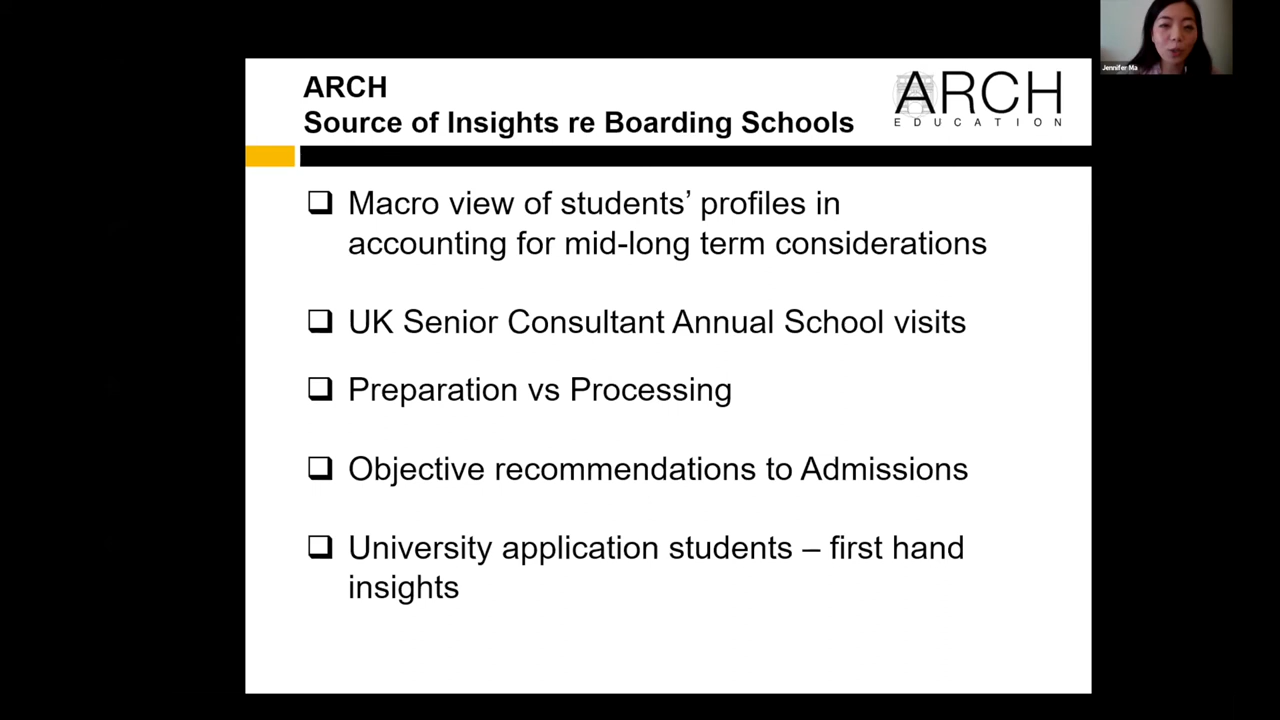 Jennifer Ma
ARCH
Source of Insights re Boarding Schools
ARCH
EDUCATION
Macro view of students’ profiles in
accounting for mid-long term considerations
UK Senior Consultant Annual School visits
Preparation vs Processing
Objective recommendations to Admissions
University application students – first hand
insights